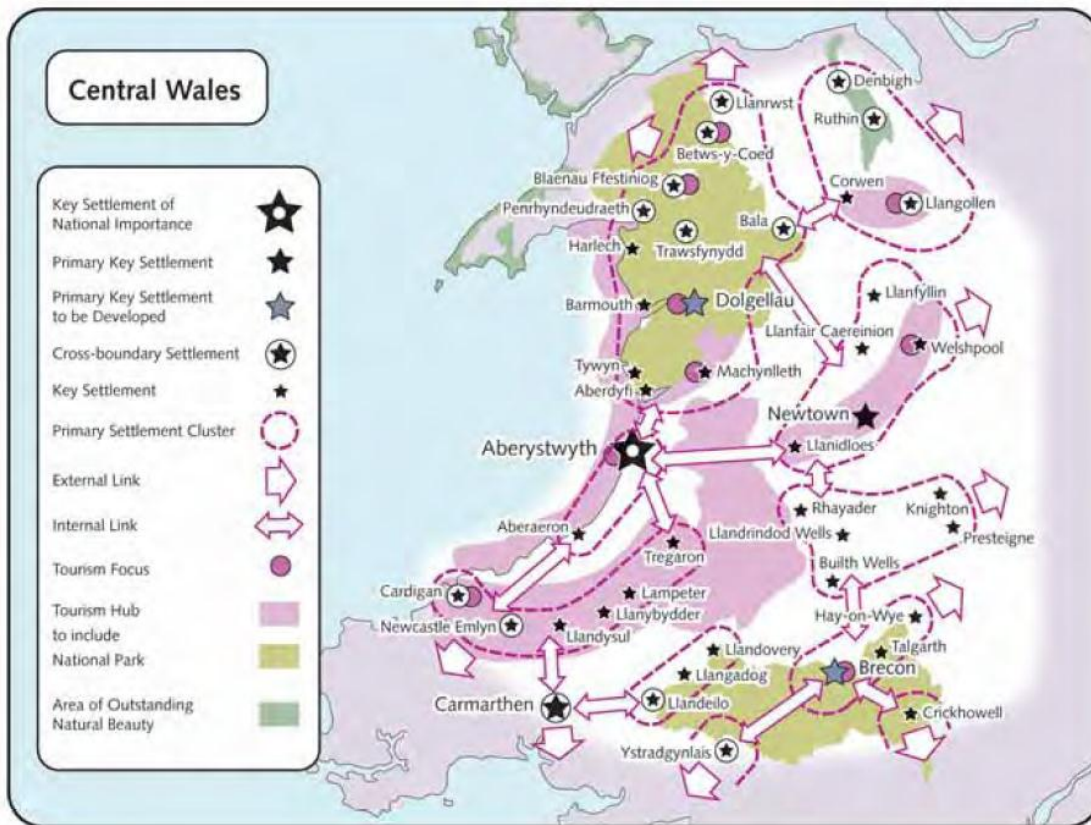 Central Wales
Key Settlement of
National Importance
Primary Key Settlement
Primary Key Settlement
to be Developed
Cross-boundary Settlement
Key Settlement
Primary Settlement Cluster
External Link
Internal Link
Tourism Focus
Tourism Hub
to include
National Park
Area of Outstanding
Natural Beauty
Denbigh
Llanrwst
Ruthin
Betws-y-Coed
Blaenau Ffestiniog
Corwen
Penrhyndeudraeth
Bala
Llangollen
Harlech
Trawsfynydd
Llanfyllin
Barmouth
Dolgellau
Llanfair Caereinion
Welshpool
Tywyn
Machynlleth
Aberdyfi
Newtown
Aberystwyth
Llanidloes
Rhayader
Knighton
Aberaeron
Llandrindod Wells
Presteigne
Tregaron
Builth Wells
Cardigan
Lampeter
Hay-on-Wye
Newcastle Emlyn
Llanybydder
Llandysul
Llandovery
Talgarth
Llangadog
Brecon
Carmarthen
Llandeilo
Crickhowell
Ystradgynlais